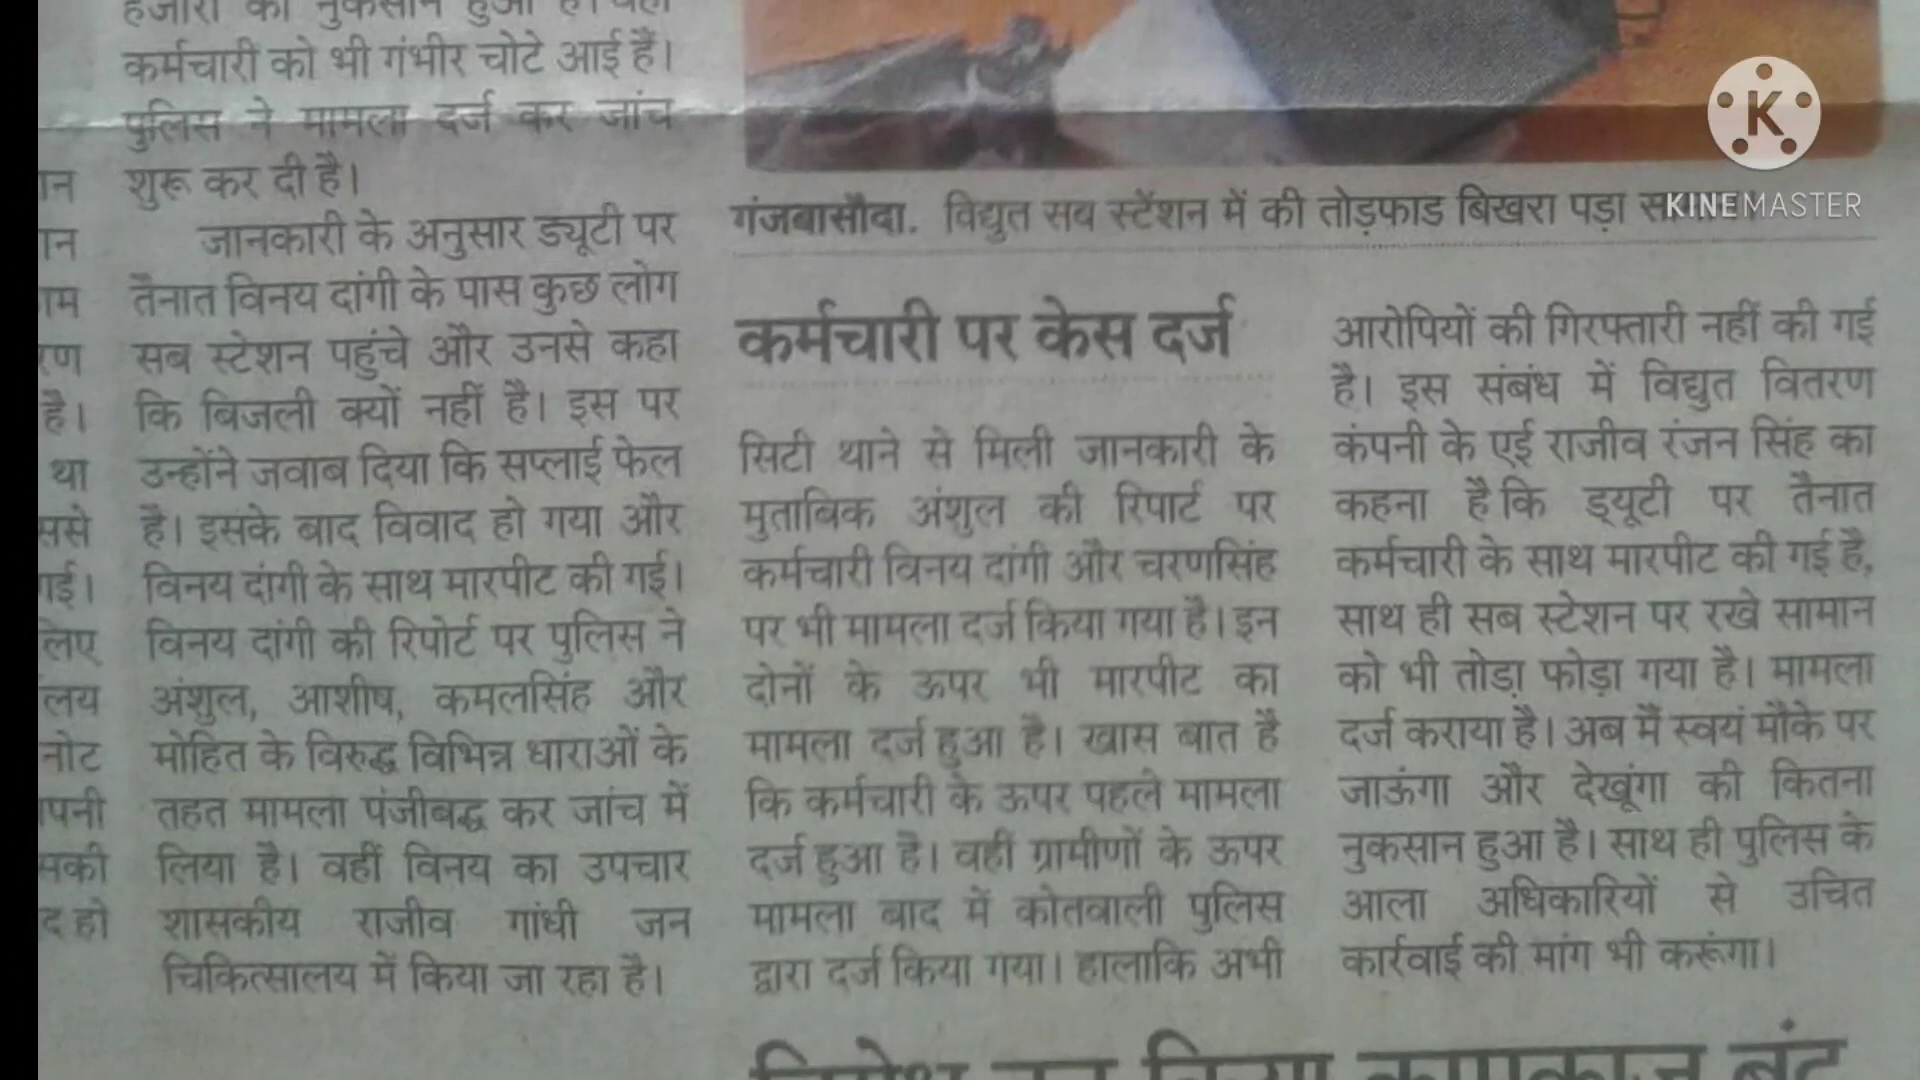 हजारों का नुकसान हुआ है। वहीं
कर्मचारी को भी गंभीर चोटे आई हैं।
पुलिस ने मामला दर्ज कर जांच
शुरू कर दी है।
जानकारी के अनुसार ड्यूटी पर
तैनात विनय दांगी के पास कुछ लोग
सब स्टेशन पहुंचे और उनसे कहा
कि बिजली क्यों नहीं है। इस पर
उन्होंने जवाब दिया कि सप्लाई फेल
है। इसके बाद विवाद हो गया और
विनय दांगी के साथ मारपीट की गई।
विनय दांगी की रिपोर्ट पर पुलिस ने
अंशुल, आशीष, कमलसिंह और
मोहित के विरुद्ध विभिन्न धाराओं के
तहत मामला पंजीबद्ध कर जांच में
लिया है। वहीं विनय का उपचार
शासकीय राजीव गांधी जन
चिकित्सालय में किया जा रहा है।
गंजबासौदा. विद्युत सब स्टेशन में की तोड़फाड बिखरा पड़ा
कर्मचारी पर केस दर्ज
सिटी थाने से मिली जानकारी के
मुताबिक अंशुल की रिपार्ट पर
कर्मचारी विनय दांगी और चरणसिंह
पर भी मामला दर्ज किया गया है। इन
दोनों के ऊपर भी मारपीट का
मामला दर्ज हुआ है। खास बात है
कि कर्मचारी के ऊपर पहले मामला
दर्ज हुआ है। वहीं ग्रामीणों के ऊपर
मामला बाद में कोतवाली पुलिस
द्वारा दर्ज किया गया। हालाकि अभी
आरोपियों की गिरफ्तारी नहीं की गई
है। इस संबंध में विद्युत वितरण
कंपनी के एई राजीव रंजन सिंह का
कहना है कि ड्यूटी पर तैनात
कर्मचारी के साथ मारपीट की गई है,
साथ ही सब स्टेशन पर रखे सामान
को भी तोडा़ फोड़ा गया है। मामला
दर्ज कराया है। अब मैं स्वयं मौके पर
जाऊंगा और देखूंगा की कितना
नुकसान हुआ है। साथ ही पुलिस के
आला अधिकारियों से उचित
कार्रवाई की मांग भी करूंगा।
K
KINEMASTER